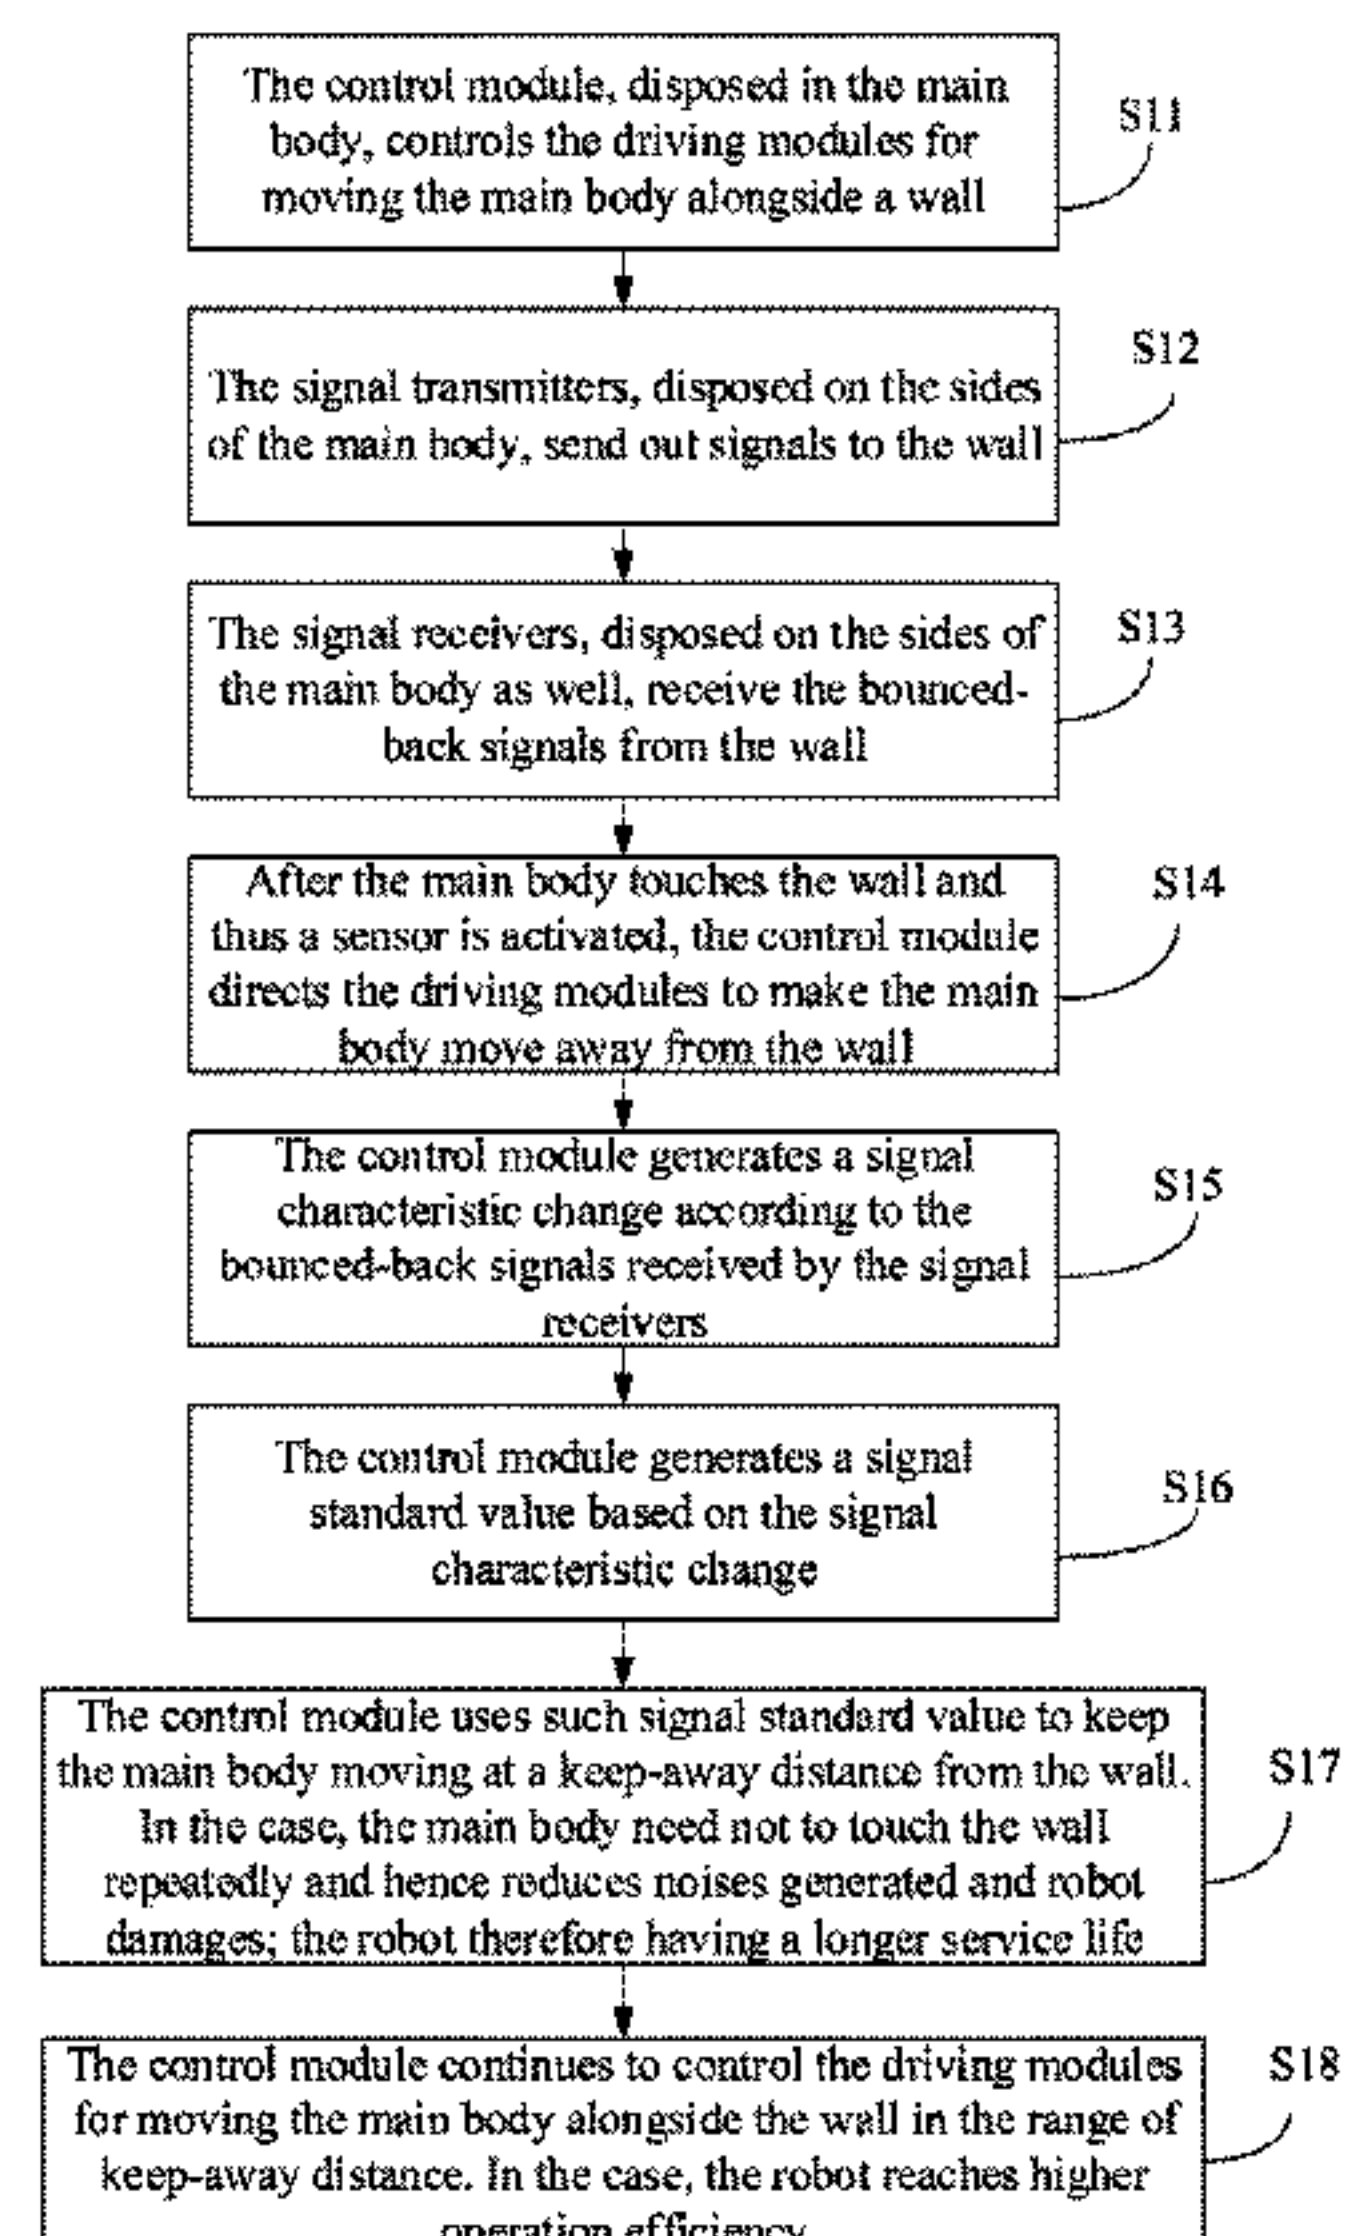 The control module, disposed in the main
body, controls the driving modules for
moving the main body alongside a wall
S11
The signal transmitters, disposed on the sides
of the main body, send out signals to the wall
S12
The signal receivers, disposed on the sides of
the main body as well, receive the bounced-
back signals from the wall
S13
After the main body touches the wall and
thus a sensor is activated, the control module
directs the driving modules to make the main
body move away from the wall
S14
The control module generates a signal
characteristic change according to the
bounced-back signals received by the signal
receivers
S15
The control module generates a signal
standard value based on the signal
characteristic change
S16
The control module uses such signal standard value to keep
the main body moving at a keep-away distance from the wall.
In the case, the main body need not to touch the wall
repeatedly and hence reduces noises generated and robot
damages; the robot therefore having a longer service life
S17
The control module continues to control the driving modules
for moving the main body alongside the wall in the range of
keep-away distance. In the case, the robot reaches higher
operation efficiency
S18